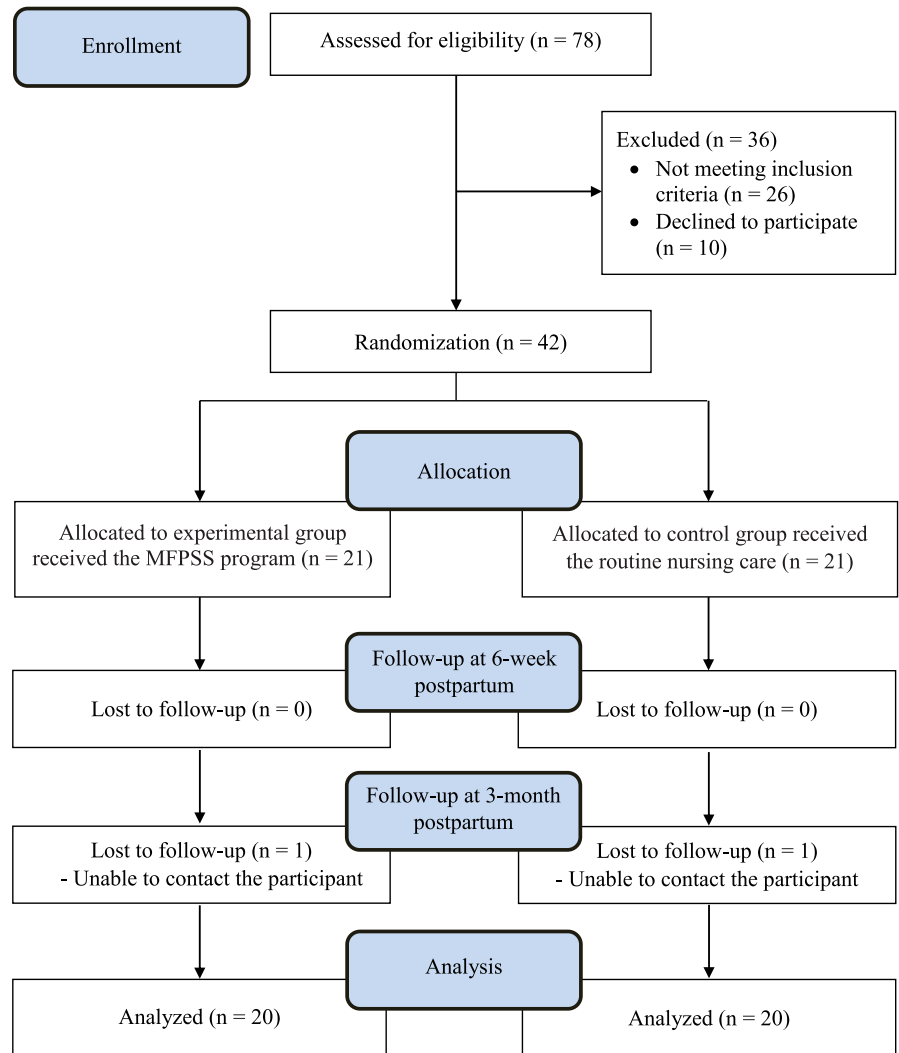 Enrollment
Assessed for eligibility (n = 78)
Excluded (n = 36)
• Not meeting inclusion
criteria (n = 26)
• Declined to participate
(n = 10)
Randomization (n = 42)
Allocation
Allocated to experimental group
received the MFPSS program (n = 21)
Allocated to control group received
the routine nursing care (n = 21)
Follow-up at 6-week
postpartum
Lost to follow-up (n = 0)
Lost to follow-up (n = 0)
Follow-up at 3-month
postpartum
Lost to follow-up (n = 1)
- Unable to contact the participant
Lost to follow-up (n = 1)
- Unable to contact the participant
Analysis
Analyzed (n = 20)
Analyzed (n = 20)